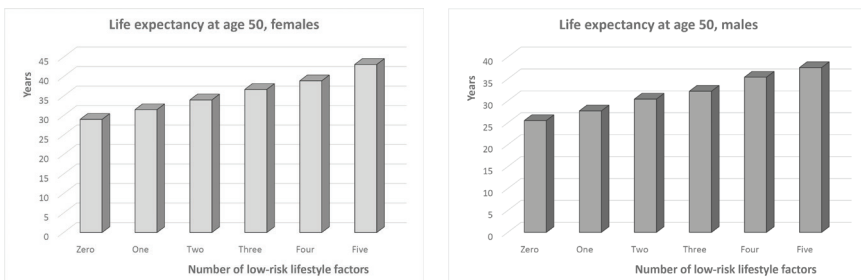 Life expectancy at age 50, females
Years
45
40
35
30
25
20
15
10
5
0
Zero One Two Three Four Five
Number of low-risk lifestyle factors
Life expectancy at age 50, males
Years
40
35
30
25
20
15
10
5
0
Zero One Two Three Four Five
Number of low-risk lifestyle factors